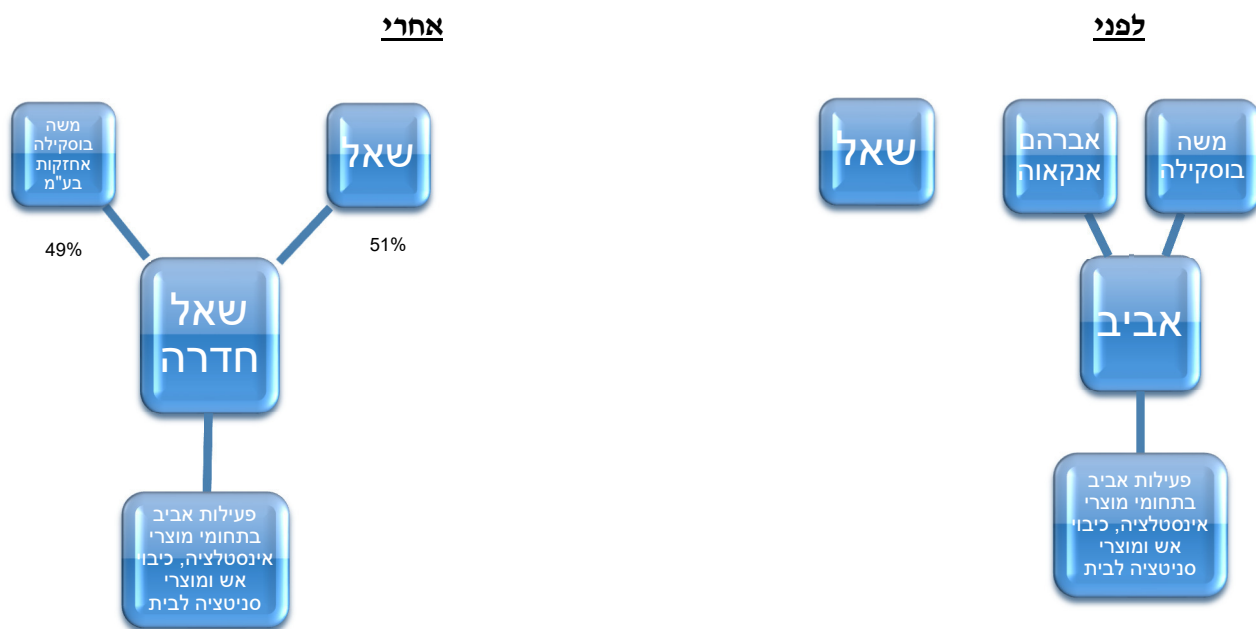 לפני
משה
בוסקילה
אברהם
אנקאוה
שאל
אביב
פעילות אביב
בתחומי מוצרי
אינסטלציה, כיבוי
אש ומוצרי
סניטציה לבית
אחרי
שאל
משה
בוסקילה
אחזקות
בע"מ
51%
49%
שאל
חדרה
פעילות אביב
בתחומי מוצרי
אינסטלציה, כיבוי
אש ומוצרי
סניטציה לבית